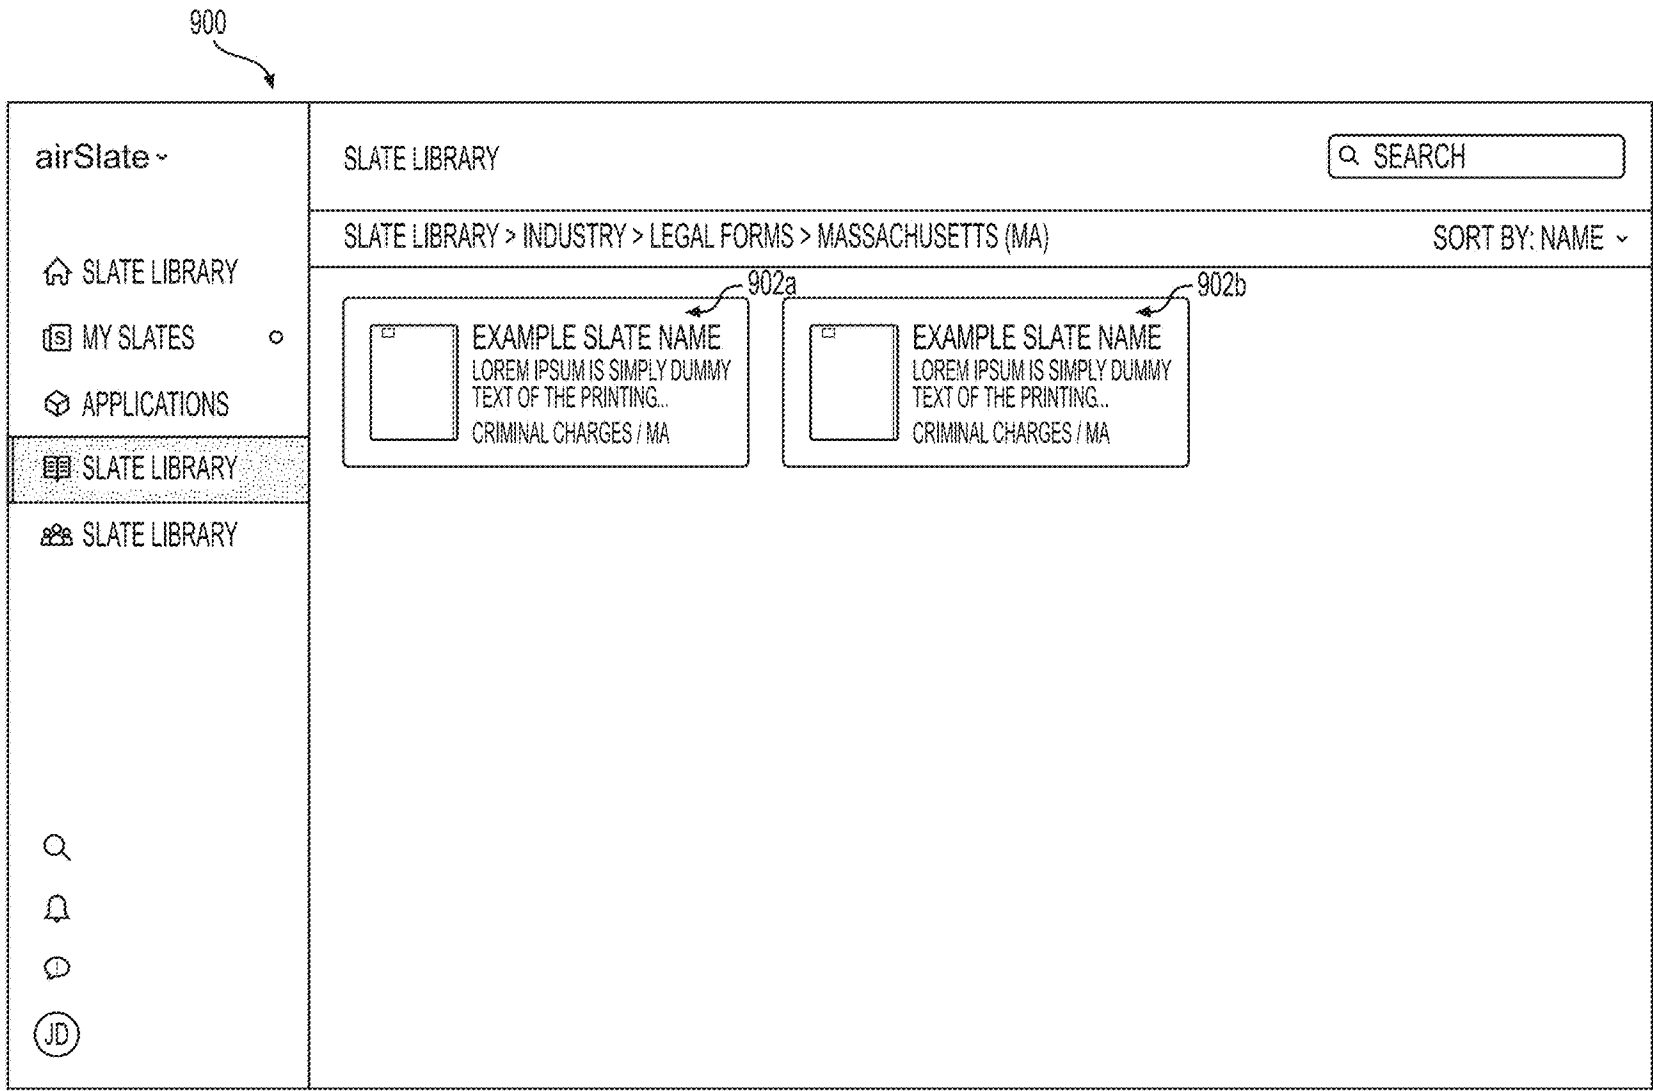 900
airSlate
SLATE LIBRARY
MY SLATES
APPLICATIONS
SLATE LIBRARY
SLATE LIBRARY
JD
SLATE LIBRARY
SEARCH
SLATE LIBRARY > INDUSTRY > LEGAL FORMS > MASSACHUSETTS (MA)
SORT BY: NAME
902a
EXAMPLE SLATE NAME
LOREM IPSUM IS SIMPLY DUMMY
TEXT OF THE PRINTING...
CRIMINAL CHARGES / MA
902b
EXAMPLE SLATE NAME
LOREM IPSUM IS SIMPLY DUMMY
TEXT OF THE PRINTING...
CRIMINAL CHARGES / MA